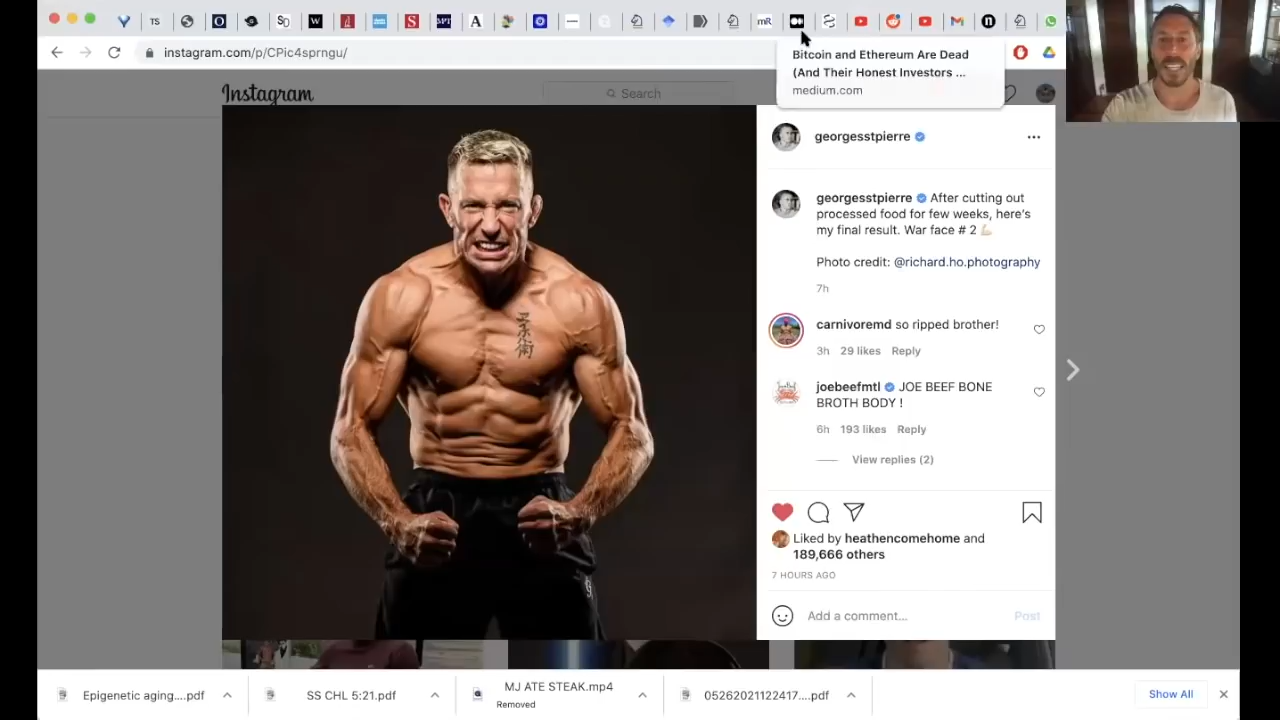 TS
instagram.com/p/CPic4sprngu/
Bitcoin and Ethereum Are Dead
(And Their Honest Investors ...
medium.com
Instagram
Search
georgesstpierre
georgesstpierre After cutting out
processed food for few weeks, here's
my final result. War face # 2
Photo credit: @richard.ho.photography
7h
carnivoremd so ripped brother!
3h 29 likes Reply
joebeefmtl JOE BEEF BONE
BROTH BODY !
6h 193 likes Reply
View replies (2)
Liked by heathencomehome and
189,666 others
7 HOURS AGO
Add a comment... Post
Epigenetic aging....pdf
SS CHL 5:21.pdf
MJ ATE STEAK.mp4
Removed
05262021122417....pdf
Show All